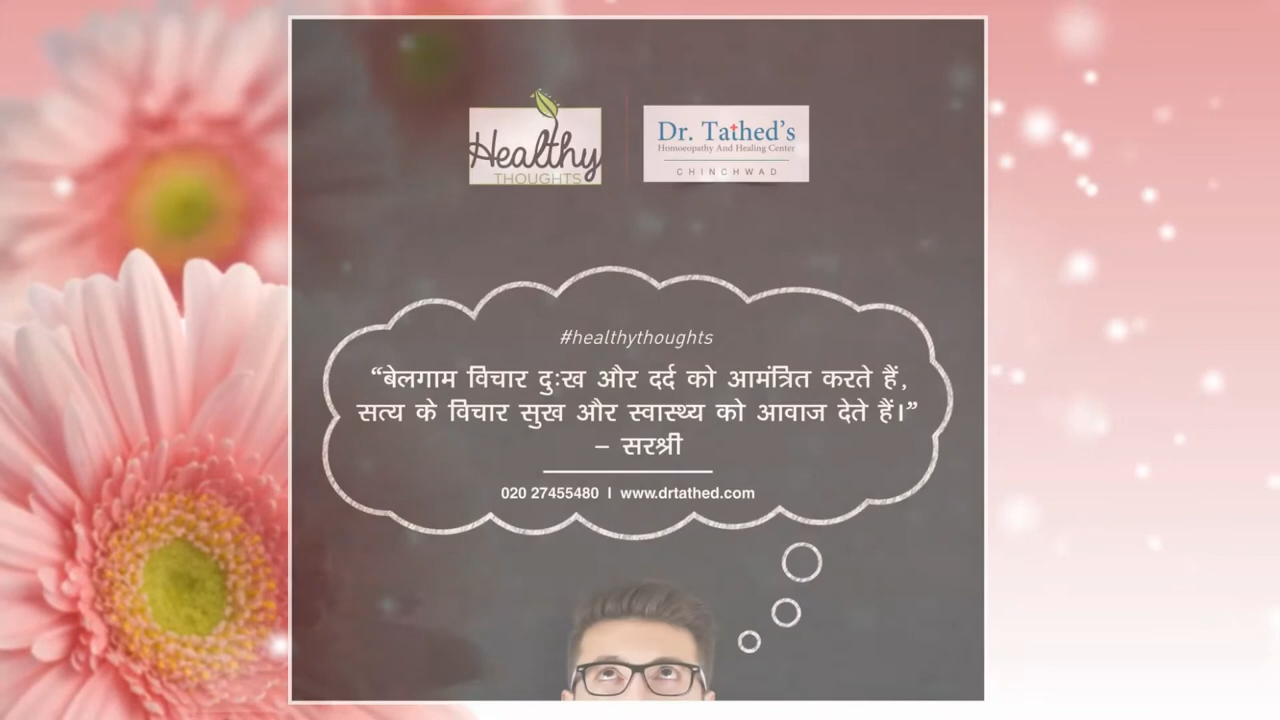 Healthy
THOUGHTS
Dr. Tathed's
Homoeopathy And Healing Center
CHINCHWAD
#healthythoughts
“बेलगाम विचार दुःख और दर्द को आमंत्रित करते हैं,
सत्य के विचार सुख और स्वास्थ्य को आवाज देते हैं।”
– सरश्री
020 27455480 | www.drtathed.com